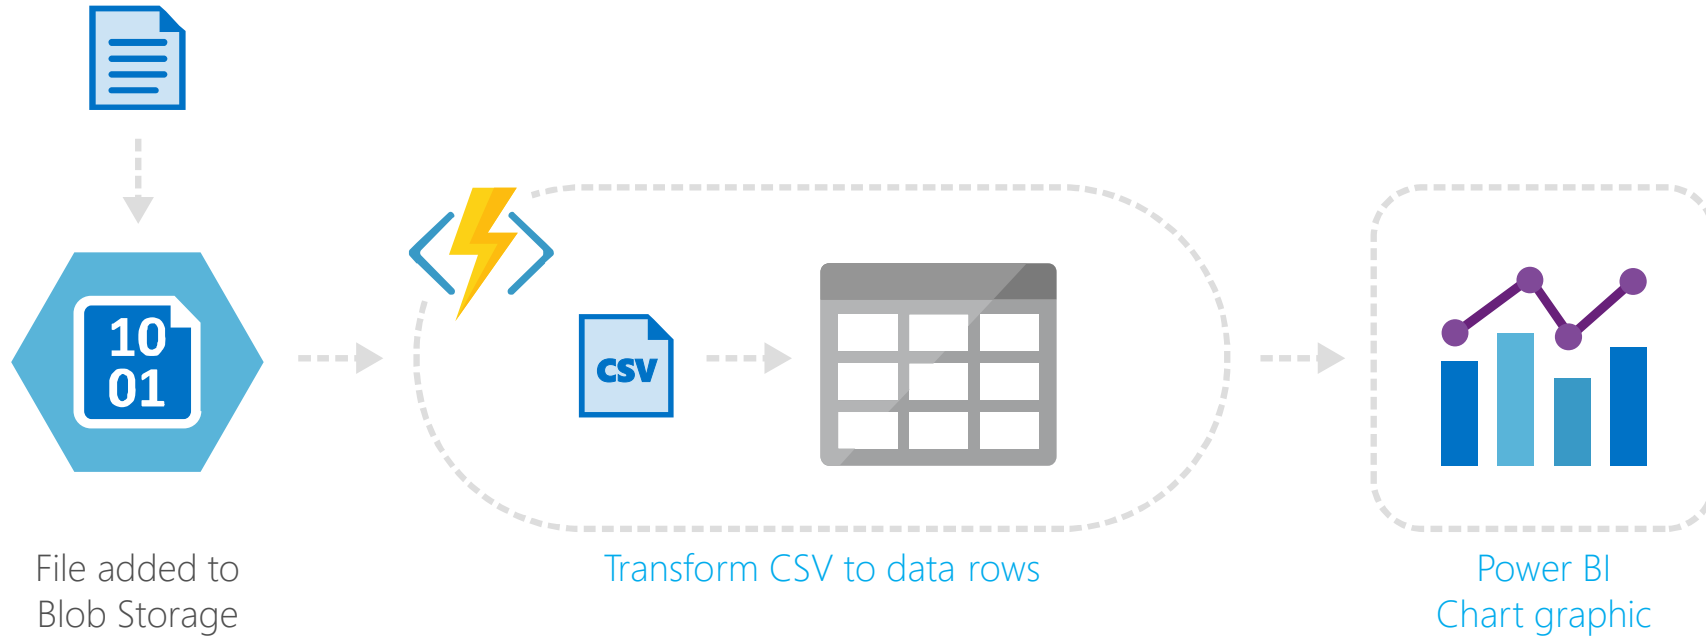 10
01
CSV
File added to
Blob Storage
Transform CSV to data rows
Power BI
Chart graphic